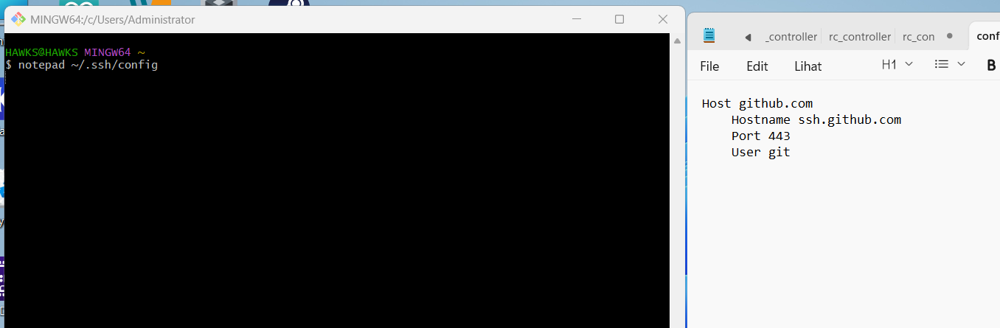 MINGW64:/c/Users/Administrator
HAWKS@HAWKS MINGW64 ~
$ notepad ~/.ssh/config
_controller
rc_controller
rc_con
conf
File
Edit
Lihat
H1
B
Host github.com
    Hostname ssh.github.com
    Port 443
    User git